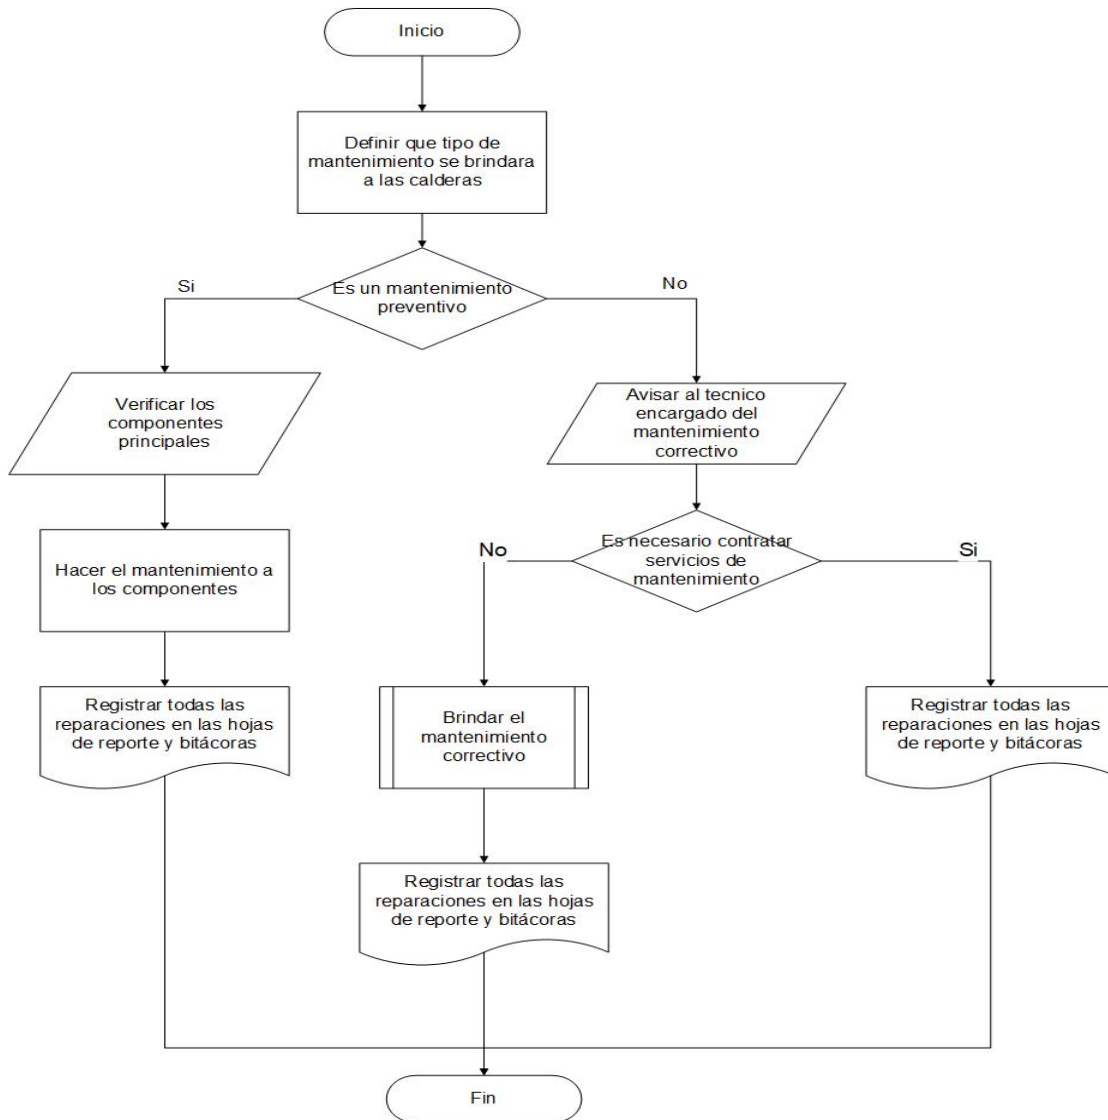 Inicio
Definir que tipo de
mantenimiento se brindara
a las calderas
Si
Es un mantenimiento
preventivo
No
Verificar los
componentes
principales
Avisar al tecnico
encargado del
mantenimiento
correctivo
Hacer el mantenimiento a
los componentes
No
Es necesario contratar
servicios de
mantenimiento
Si
Registrar todas las
reparaciones en las hojas
de reporte y bitácoras
Brindar el
mantenimiento
correctivo
Registrar todas las
reparaciones en las hojas
de reporte y bitácoras
Registrar todas las
reparaciones en las hojas
de reporte y bitácoras
Fin